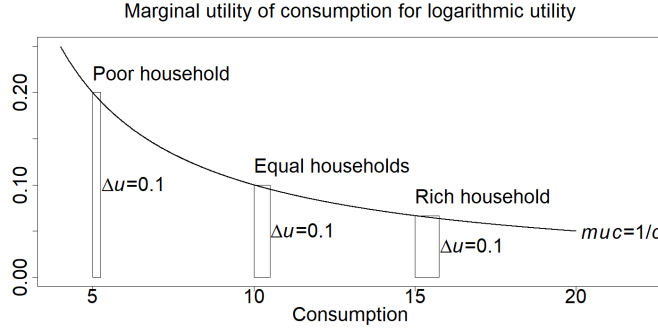 Marginal utility of consumption for logarithmic utility
0.20
Poor household
Equal households
0.10
Δu=0.1
Rich household
Δu=0.1
Δu=0.1
muc=1/c
0.00
5
10
15
20
Consumption